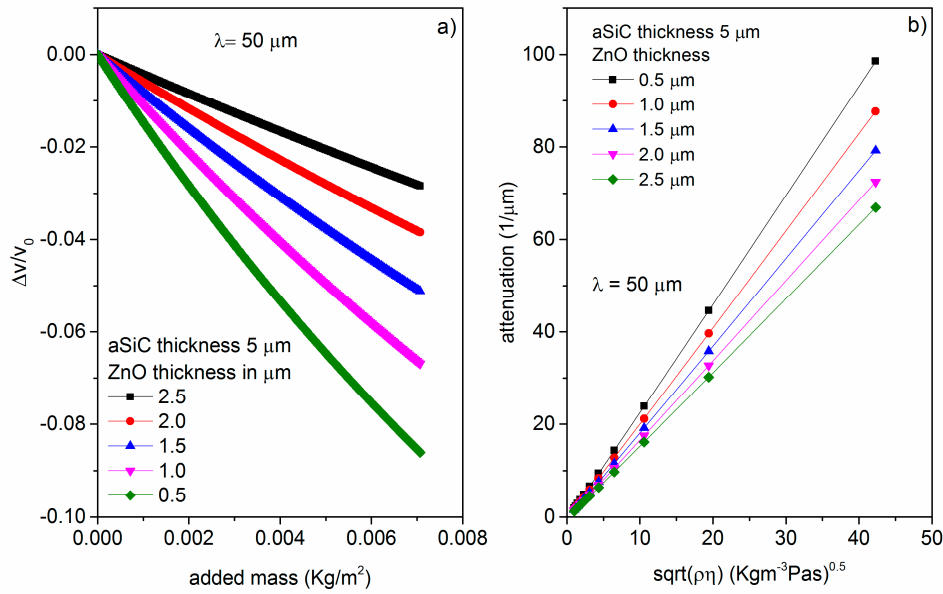 a)
λ= 50 μm
0.00
-0.02
-0.04
-0.06
-0.08
-0.10
Δv/v0
aSiC thickness 5 μm
ZnO thickness in μm
2.5
2.0
1.5
1.0
0.5
0.000 0.002 0.004 0.006 0.008
added mass (Kg/m²)
b)
aSiC thickness 5 μm
ZnO thickness
0.5 μm
1.0 μm
1.5 μm
2.0 μm
2.5 μm
100
80
60
40
20
0
attenuation (1/μm)
λ = 50 μm
0 10 20 30 40 50
sqrt(ρη) (Kgm⁻³Pas)⁰·⁵